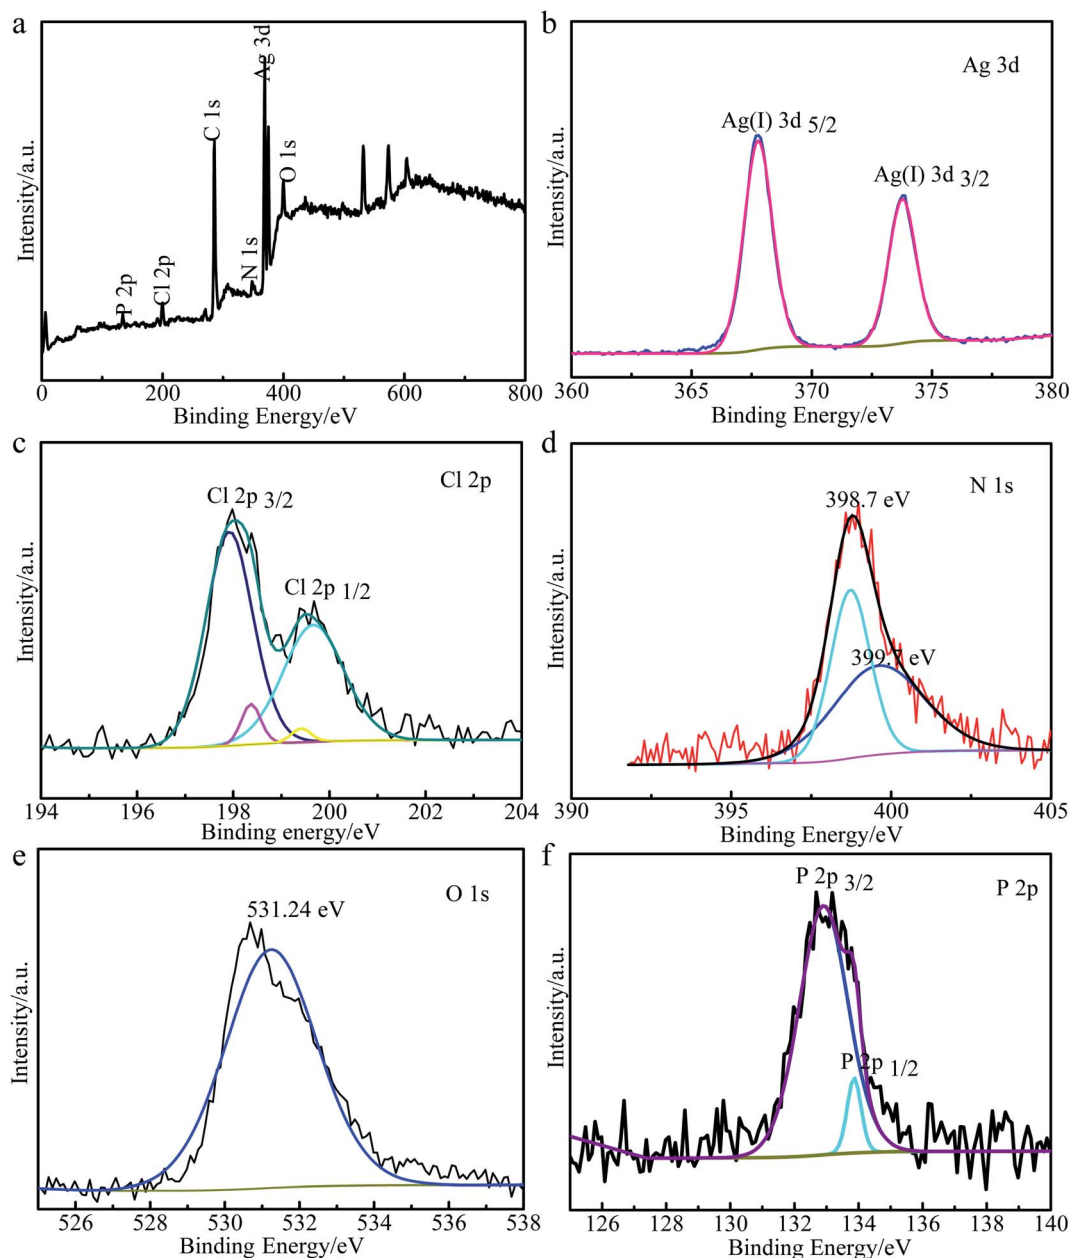 a
Intensity/a.u.
P 2p
Cl 2p
C 1s
N 1s
Ag 3d
O 1s
0 200 400 600 800
Binding Energy/eV
b
Ag 3d
Intensity/a.u.
Ag(I) 3d 5/2
Ag(I) 3d 3/2
360 365 370 375 380
Binding Energy/eV
c
Cl 2p
Intensity/a.u.
Cl 2p 3/2
Cl 2p 1/2
194 196 198 200 202 204
Binding energy/eV
d
N 1s
Intensity/a.u.
398.7 eV
399.7 eV
390 395 400 405
Binding Energy/eV
e
O 1s
Intensity/a.u.
531.24 eV
526 528 530 532 534 536 538
Binding Energy/eV
f
P 2p
Intensity/a.u.
P 2p 3/2
P 2p 1/2
126 128 130 132 134 136 138 140
Binding Energy/eV